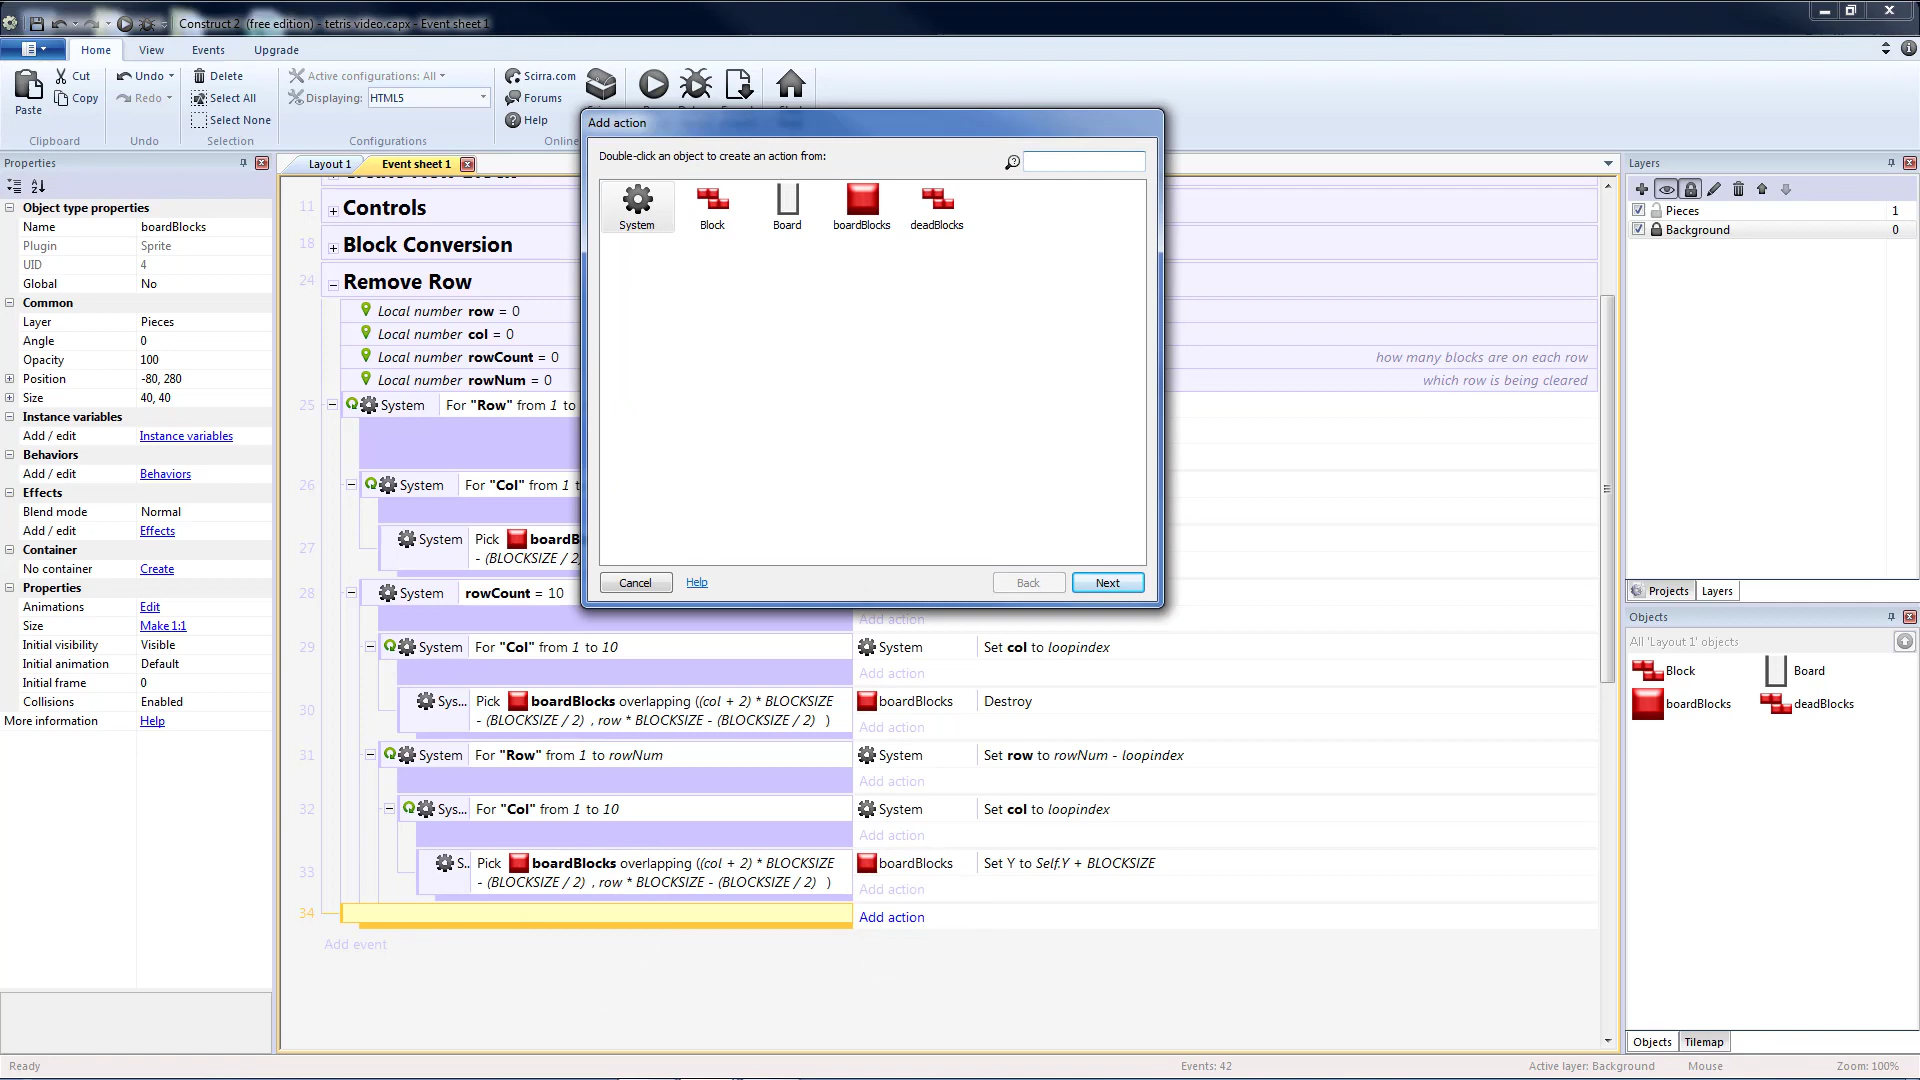 Construct 2 (free edition) - tetris video.capx - Event sheet 1
Home View Events Upgrade
Paste
Cut
Copy
Clipboard
Undo
Redo
Undo
Delete
Select All
Select None
Selection
Active configurations: All
Displaying: HTML5
Configurations
Scirra.com
Forums
Help
Online
Properties
Object type properties
Name boardBlocks
Plugin Sprite
UID 4
Global No
Common
Layer Pieces
Angle 0
Opacity 100
Position -80, 280
Size 40, 40
Instance variables
Add / edit Instance variables
Behaviors
Add / edit Behaviors
Effects
Blend mode Normal
Add / edit Effects
Container
No container Create
Properties
Animations Edit
Size Make 1:1
Initial visibility Visible
Initial animation Default
Initial frame 0
Collisions Enabled
More information Help
Layout 1
Event sheet 1
11 Controls
18 Block Conversion
24 Remove Row
Local number row = 0
Local number col = 0
Local number rowCount = 0
how many blocks are on each row
Local number rowNum = 0
which row is being cleared
25 System For "Row" from 1 to
26 System For "Col" from 1
27 System Pick
- (BLOCKSIZE / 2)
28 System rowCount = 10
Add action
29 System For "Col" from 1 to 10
System Set col to loopindex
Add action
30 Sys... Pick boardBlocks overlapping ((col + 2) * BLOCKSIZE
- (BLOCKSIZE / 2) , row * BLOCKSIZE - (BLOCKSIZE / 2) )
boardBlocks Destroy
Add action
31 System For "Row" from 1 to rowNum
System Set row to rowNum - loopindex
Add action
32 Sys... For "Col" from 1 to 10
System Set col to loopindex
Add action
33 S.. Pick boardBlocks overlapping ((col + 2) * BLOCKSIZE
- (BLOCKSIZE / 2) , row * BLOCKSIZE - (BLOCKSIZE / 2) )
boardBlocks Set Y to Self.Y + BLOCKSIZE
Add action
34 Add action
Add event
Add action
Double-click an object to create an action from:
System Block Board boardBlocks deadBlocks
Cancel Help Back Next
Layers
Pieces 1
Background 0
Projects Layers
Objects
All 'Layout 1' objects
Block Board
boardBlocks deadBlocks
Objects Tilemap
Ready Events: 42 Active layer: Background Mouse Zoom: 100%